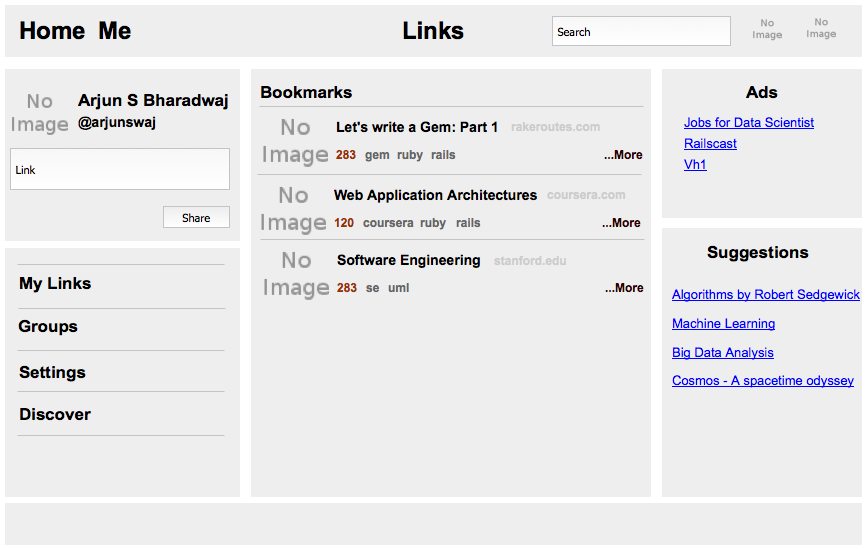 Home Me Links Search No Image No Image
No Image
Arjun S Bharadwaj
@arjunswaj
Link
Share
My Links
Groups
Settings
Discover
Bookmarks
No Image
Let's write a Gem: Part 1 rakeroutes.com
283 gem ruby rails ...More
No Image
Web Application Architectures coursera.com
120 coursera ruby rails ...More
No Image
Software Engineering stanford.edu
283 se uml ...More
Ads
Jobs for Data Scientist
Railscast
Vh1
Suggestions
Algorithms by Robert Sedgewick
Machine Learning
Big Data Analysis
Cosmos - A spacetime odyssey